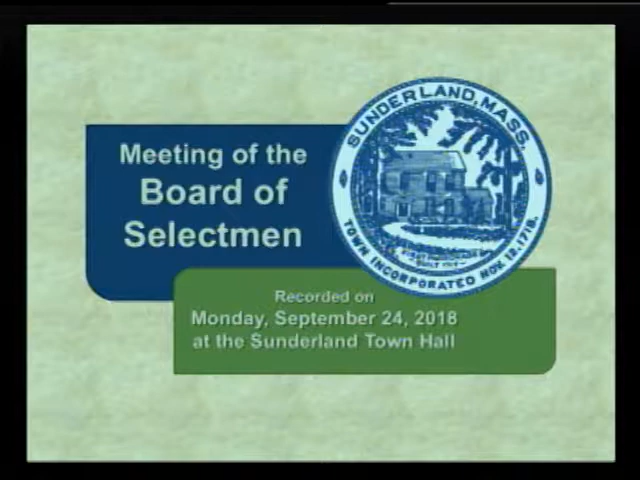 Meeting of the
Board of
Selectmen
SUNDERLAND, MASS.
TOWN INCORPORATED NOV. 12, 1718.
Recorded on
Monday, September 24, 2018
at the Sunderland Town Hall